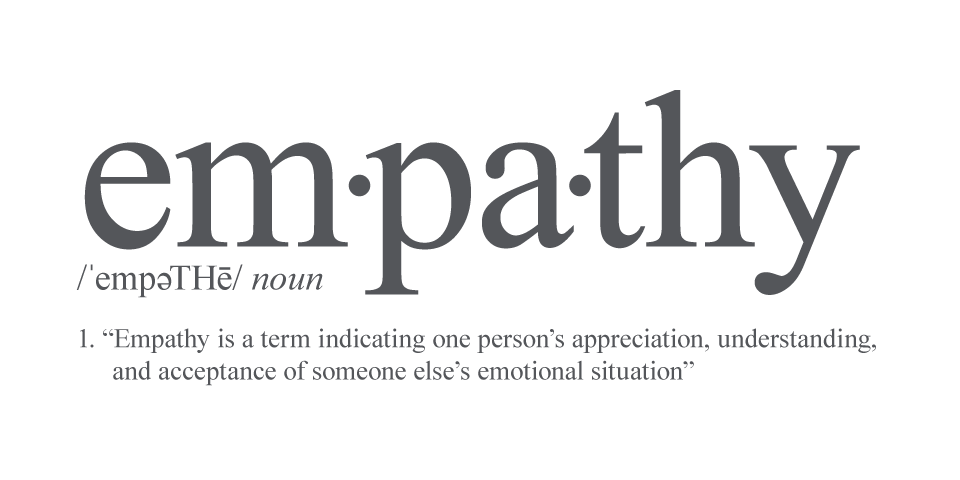 em·pa·thy
/ˈempəTHē/ noun
1. “Empathy is a term indicating one person’s appreciation, understanding,
and acceptance of someone else’s emotional situation”